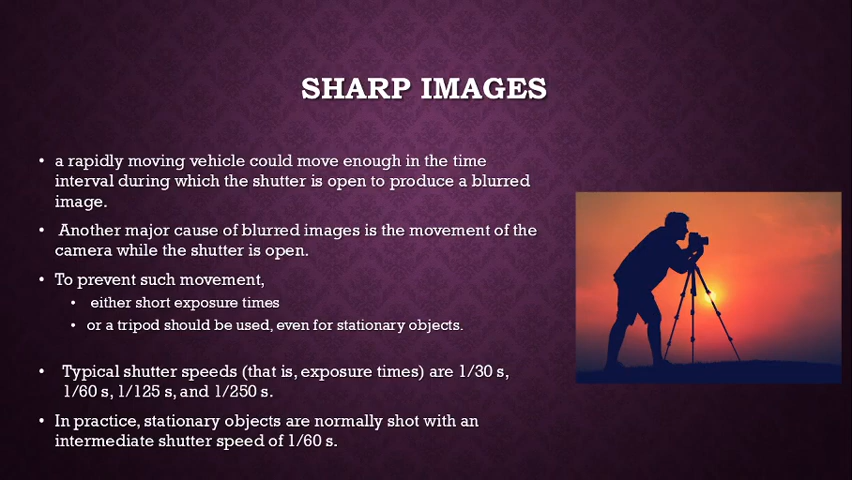 SHARP IMAGES
• a rapidly moving vehicle could move enough in the time
interval during which the shutter is open to produce a blurred
image.
• Another major cause of blurred images is the movement of the
camera while the shutter is open.
• To prevent such movement,
• either short exposure times
• or a tripod should be used, even for stationary objects.
• Typical shutter speeds (that is, exposure times) are 1/30 s,
1/60 s, 1/125 s, and 1/250 s.
• In practice, stationary objects are normally shot with an
intermediate shutter speed of 1/60 s.